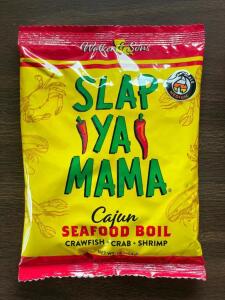 Walker & Sons
SLAP
YA
MAMA®
Cajun
SEAFOOD BOIL
CRAWFISH • CRAB • SHRIMP